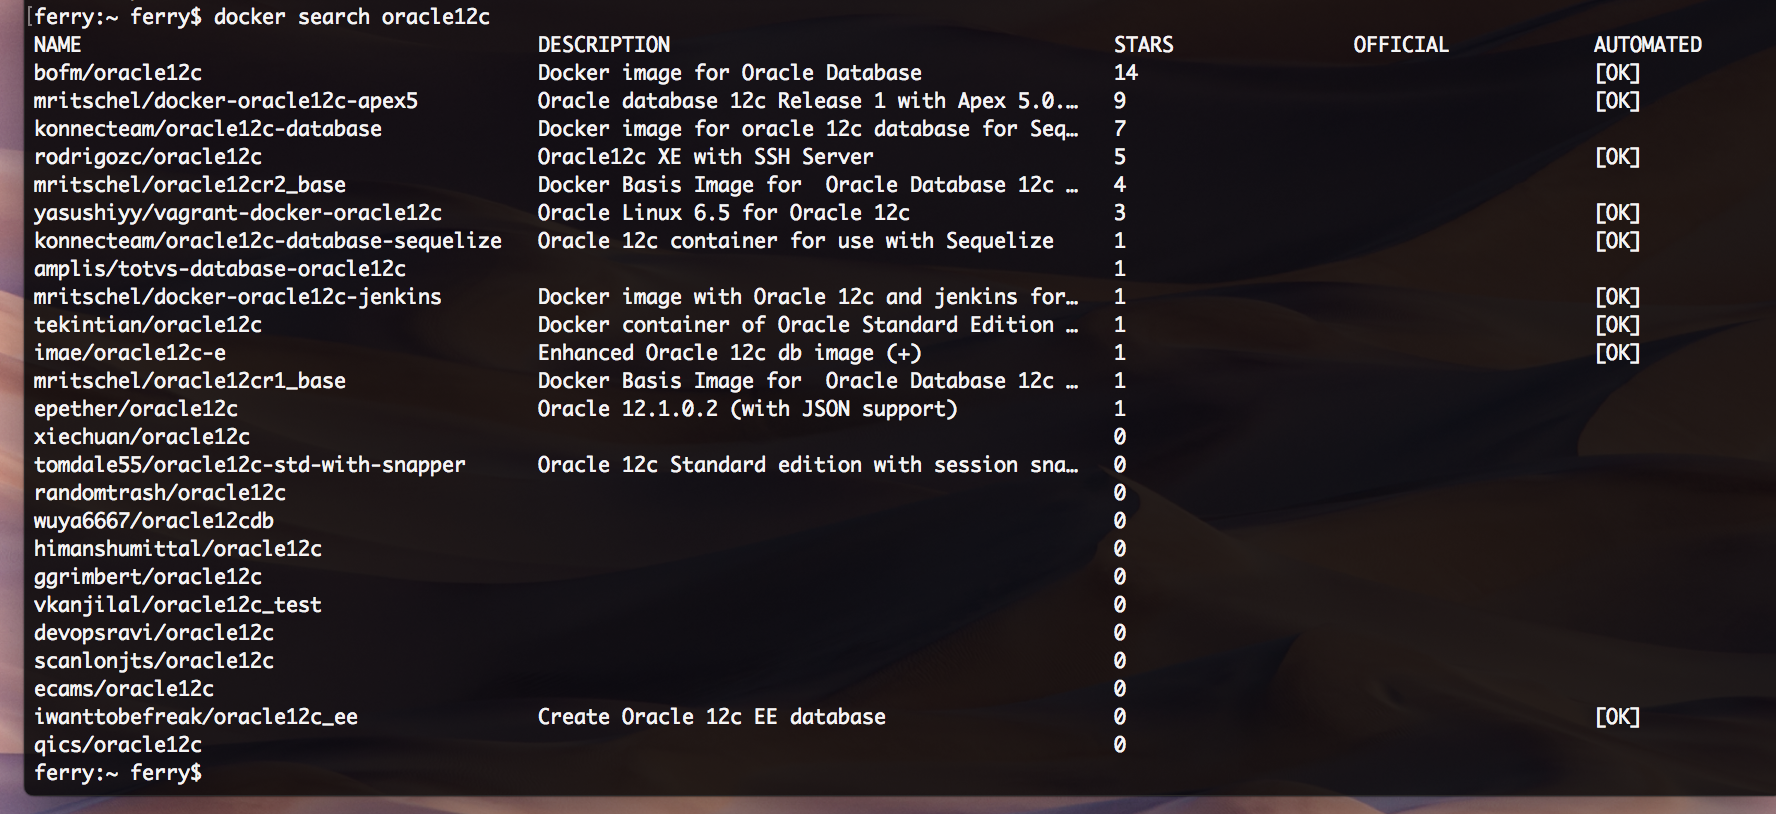 [ferry:~ ferry$ docker search oracle12c
NAME DESCRIPTION STARS OFFICIAL AUTOMATED
bofm/oracle12c Docker image for Oracle Database 14 [OK]
mritschel/docker-oracle12c-apex5 Oracle database 12c Release 1 with Apex 5.0.… 9 [OK]
konnecteam/oracle12c-database Docker image for oracle 12c database for Seq… 7
rodrigozc/oracle12c Oracle12c XE with SSH Server 5 [OK]
mritschel/oracle12cr2_base Docker Basis Image for  Oracle Database 12c … 4
yasushiyy/vagrant-docker-oracle12c Oracle Linux 6.5 for Oracle 12c 3 [OK]
konnecteam/oracle12c-database-sequelize Oracle 12c container for use with Sequelize 1 [OK]
amplis/totvs-database-oracle12c 1
mritschel/docker-oracle12c-jenkins Docker image with Oracle 12c and jenkins for… 1 [OK]
tekintian/oracle12c Docker container of Oracle Standard Edition … 1 [OK]
imae/oracle12c-e Enhanced Oracle 12c db image (+) 1 [OK]
mritschel/oracle12cr1_base Docker Basis Image for  Oracle Database 12c … 1
epether/oracle12c Oracle 12.1.0.2 (with JSON support) 1
xiechuan/oracle12c 0
tomdale55/oracle12c-std-with-snapper Oracle 12c Standard edition with session sna… 0
randomtrash/oracle12c 0
wuya6667/oracle12cdb 0
himanshumittal/oracle12c 0
ggrimbert/oracle12c 0
vkanjilal/oracle12c_test 0
devopsravi/oracle12c 0
scanlonjts/oracle12c 0
ecams/oracle12c 0
iwanttobefreak/oracle12c_ee Create Oracle 12c EE database 0 [OK]
qics/oracle12c 0
ferry:~ ferry$